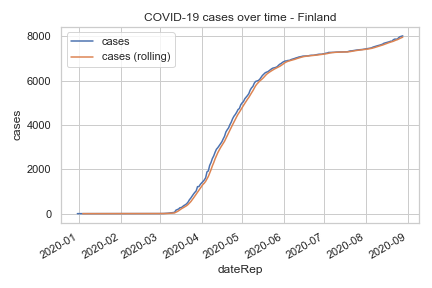 COVID-19 cases over time - Finland
cases
cases (rolling)
8000
6000
4000
2000
0
cases
2020-01
2020-02
2020-03
2020-04
2020-05
2020-06
2020-07
2020-08
2020-09
dateRep